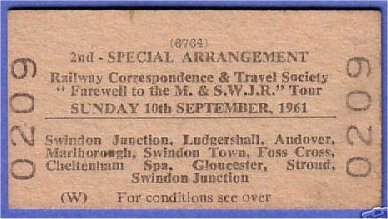 (6764)
2nd - SPECIAL ARRANGEMENT
Railway Correspondence & Travel Society
"Farewell to the M. & S.W.J.R." Tour
SUNDAY 10th SEPTEMBER, 1961
Swindon Junction, Ludgershall, Andover,
Marlborough, Swindon Town, Foss Cross,
Cheltenham Spa, Gloucester, Stroud,
Swindon Junction
(W) For conditions see over
0209
0209